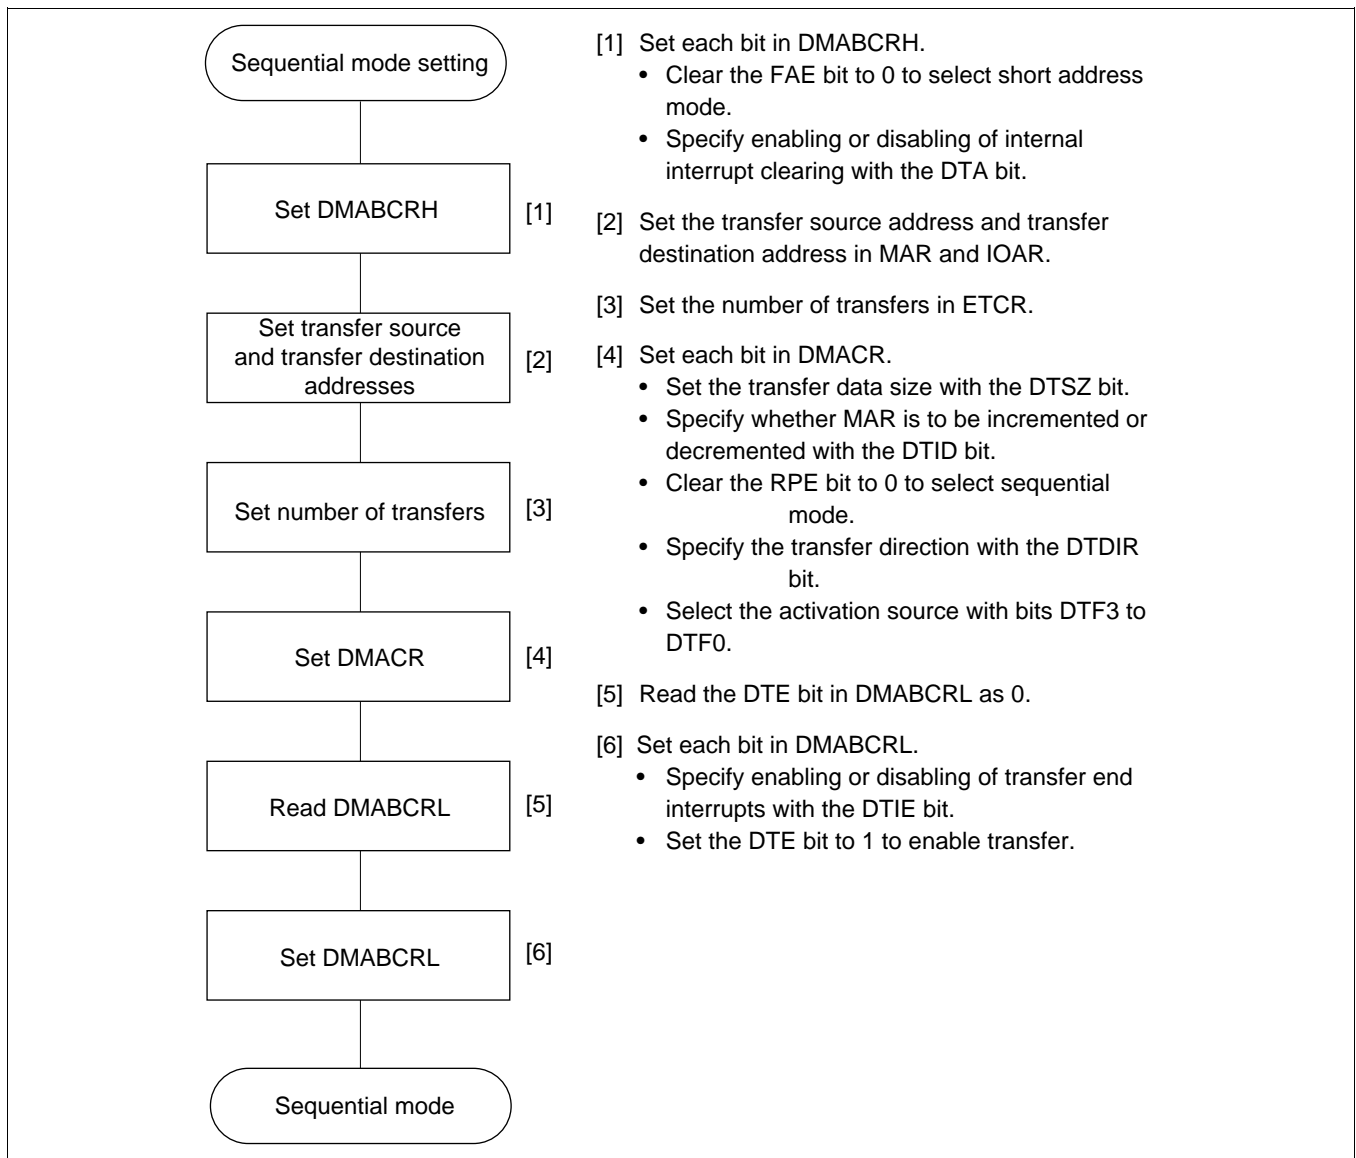 Sequential mode setting
Set DMABCRH
[1]
Set transfer source
and transfer destination
addresses
[2]
Set number of transfers
[3]
Set DMACR
[4]
Read DMABCRL
[5]
Set DMABCRL
[6]
Sequential mode
[1] Set each bit in DMABCRH.
• Clear the FAE bit to 0 to select short address
mode.
• Specify enabling or disabling of internal
interrupt clearing with the DTA bit.
[2] Set the transfer source address and transfer
destination address in MAR and IOAR.
[3] Set the number of transfers in ETCR.
[4] Set each bit in DMACR.
• Set the transfer data size with the DTSZ bit.
• Specify whether MAR is to be incremented or
decremented with the DTID bit.
• Clear the RPE bit to 0 to select sequential
mode.
• Specify the transfer direction with the DTDIR
bit.
• Select the activation source with bits DTF3 to
DTF0.
[5] Read the DTE bit in DMABCRL as 0.
[6] Set each bit in DMABCRL.
• Specify enabling or disabling of transfer end
interrupts with the DTIE bit.
• Set the DTE bit to 1 to enable transfer.